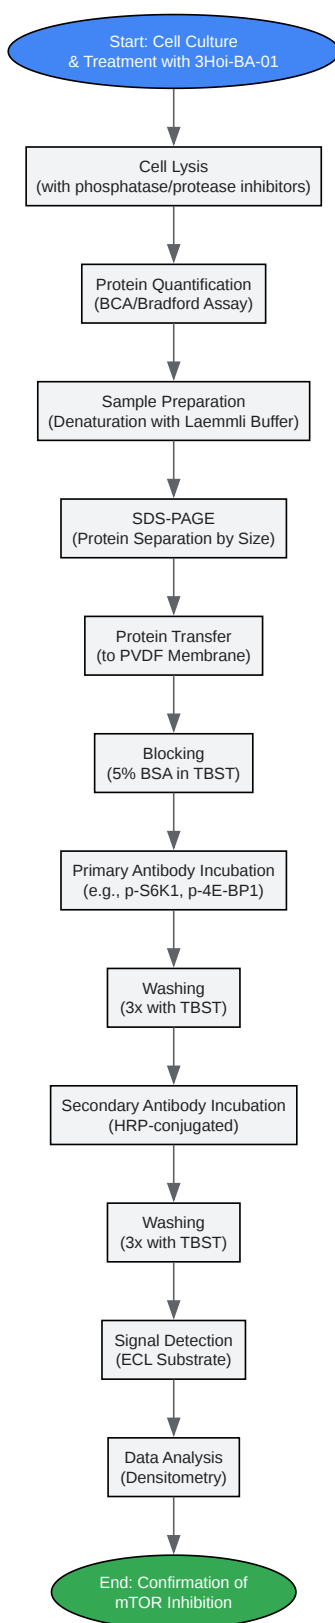 Start: Cell Culture
& Treatment with 3Hoi-BA-01
Cell Lysis
(with phosphatase/protease inhibitors)
Protein Quantification
(BCA/Bradford Assay)
Sample Preparation
(Denaturation with Laemmli Buffer)
SDS-PAGE
(Protein Separation by Size)
Protein Transfer
(to PVDF Membrane)
Blocking
(5% BSA in TBST)
Primary Antibody Incubation
(e.g., p-S6K1, p-4E-BP1)
Washing
(3x with TBST)
Secondary Antibody Incubation
(HRP-conjugated)
Washing
(3x with TBST)
Signal Detection
(ECL Substrate)
Data Analysis
(Densitometry)
End: Confirmation of
mTOR Inhibition